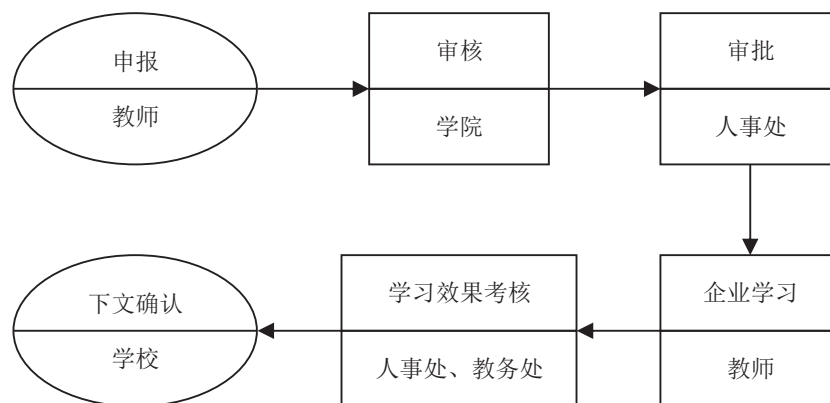 申报
教师
审核
学院
审批
人事处
下文确认
学校
学习效果考核
人事处、教务处
企业学习
教师